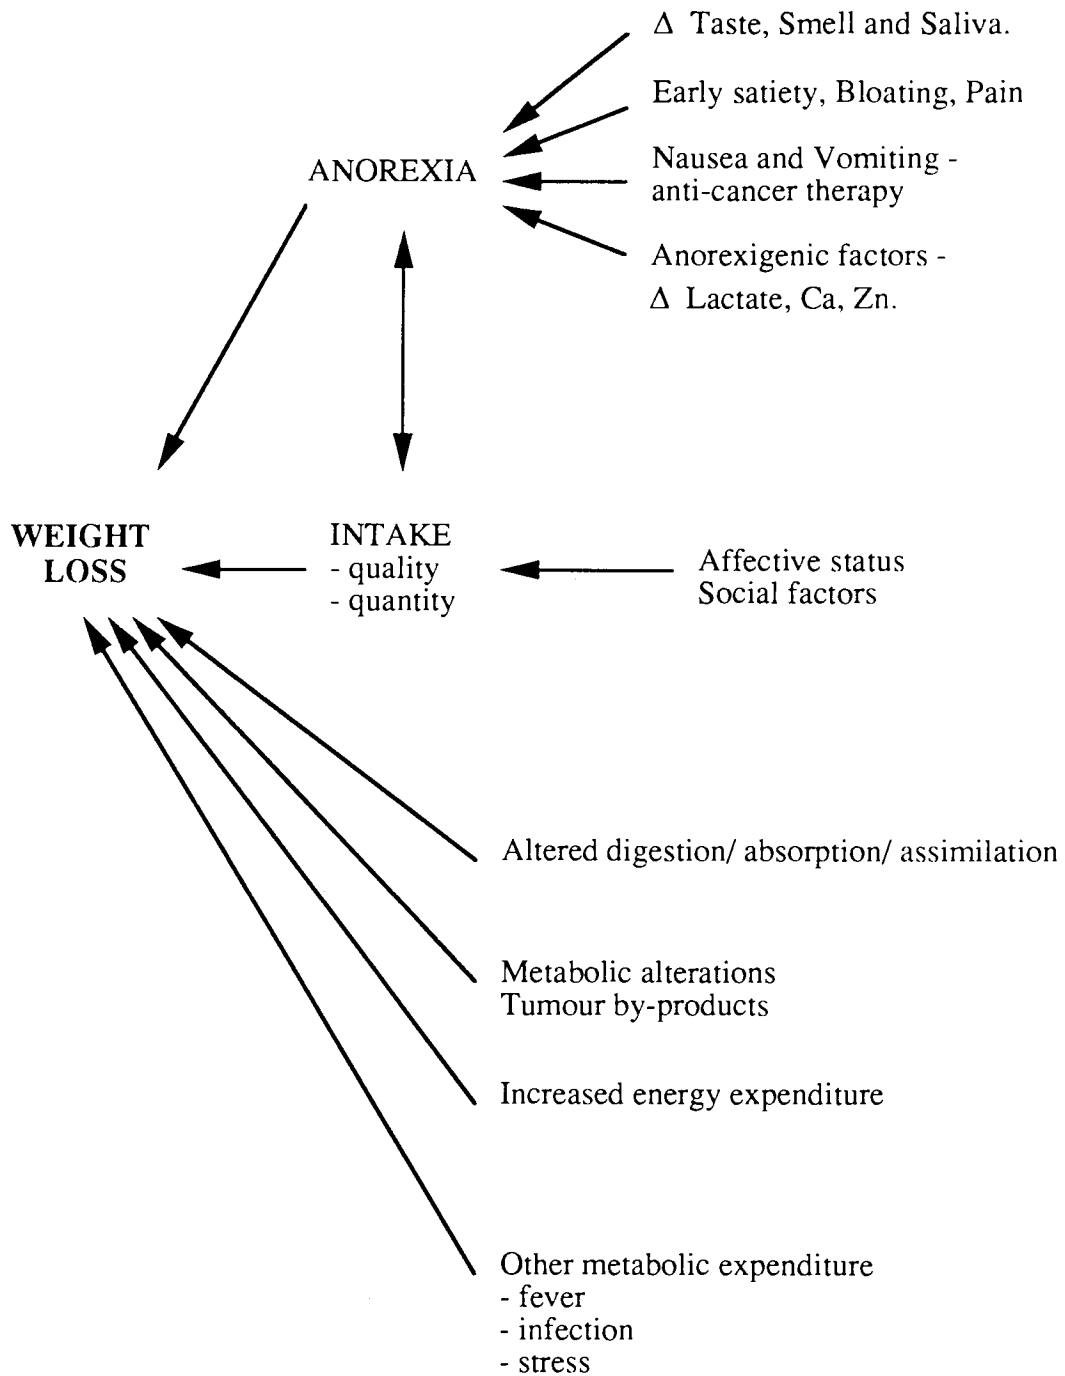 Δ Taste, Smell and Saliva.
Early satiety, Bloating, Pain
ANOREXIA
Nausea and Vomiting -
anti-cancer therapy
Anorexigenic factors -
Δ Lactate, Ca, Zn.
WEIGHT
LOSS
INTAKE
- quality
- quantity
Affective status
Social factors
Altered digestion/ absorption/ assimilation
Metabolic alterations
Tumour by-products
Increased energy expenditure
Other metabolic expenditure
- fever
- infection
- stress